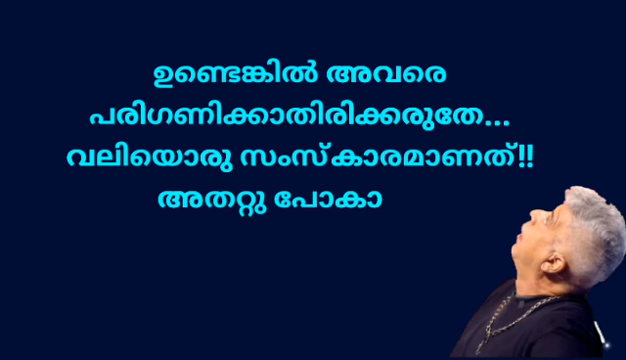 ഉണ്ടെങ്കിൽ അവരെ
പരിഗണിക്കാതിരിക്കരുതേ...
വലിയൊരു സംസ്കാരമാണത്!!
അതറ്റു പോകാ